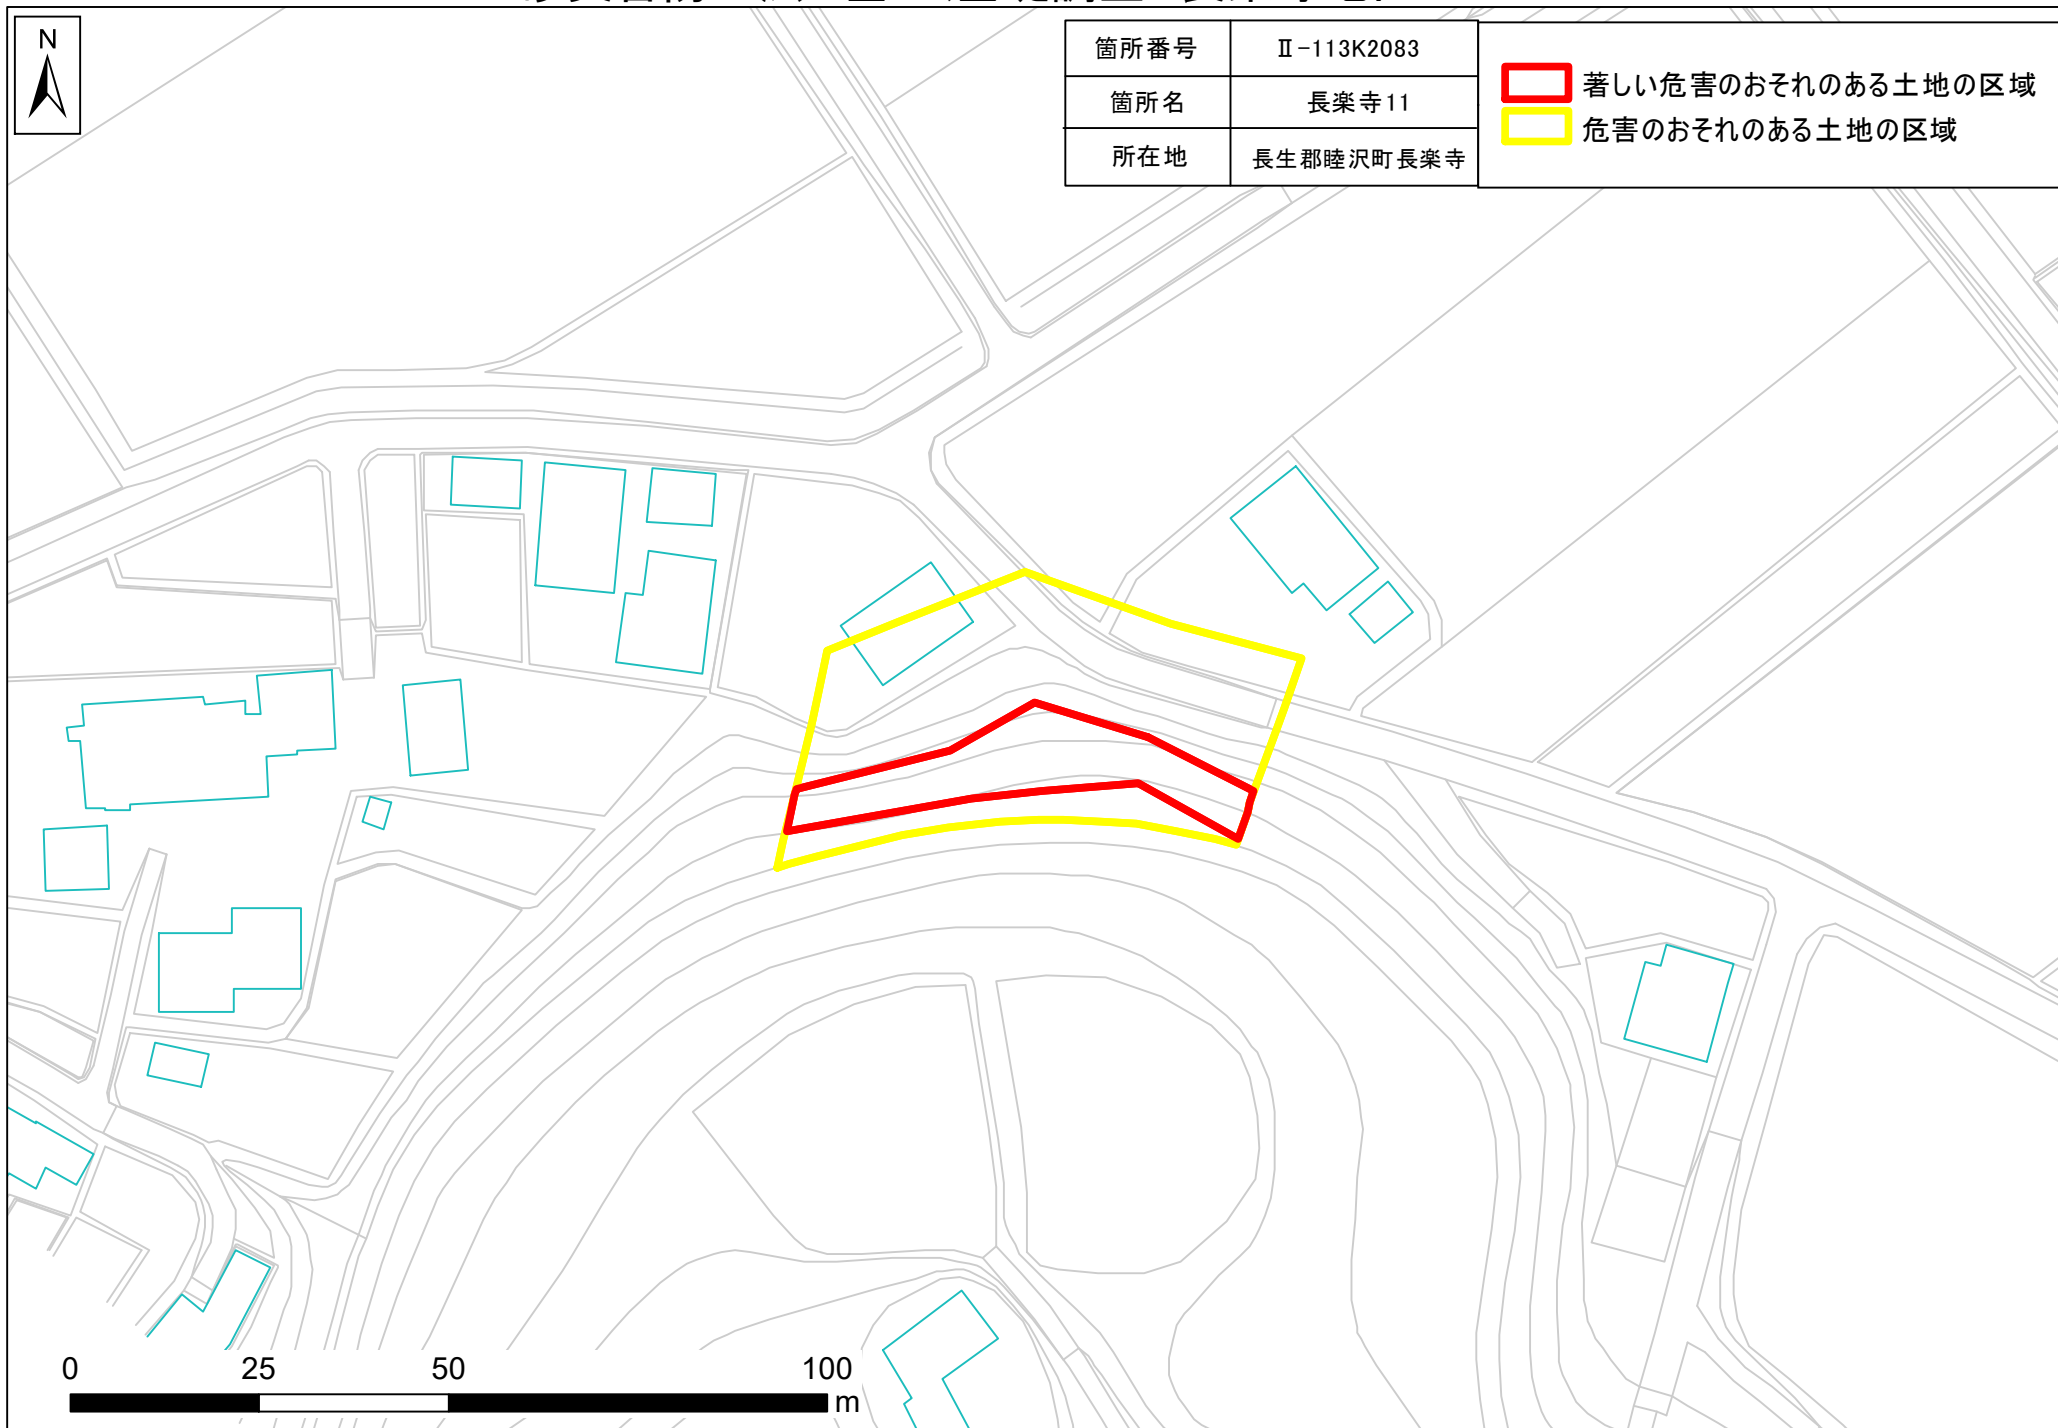 N
箇所番号 Ⅱ-113K2083
箇所名 長楽寺11
所在地 長生郡睦沢町長楽寺
著しい危害のおそれのある土地の区域
危害のおそれのある土地の区域
0 25 50 100
m